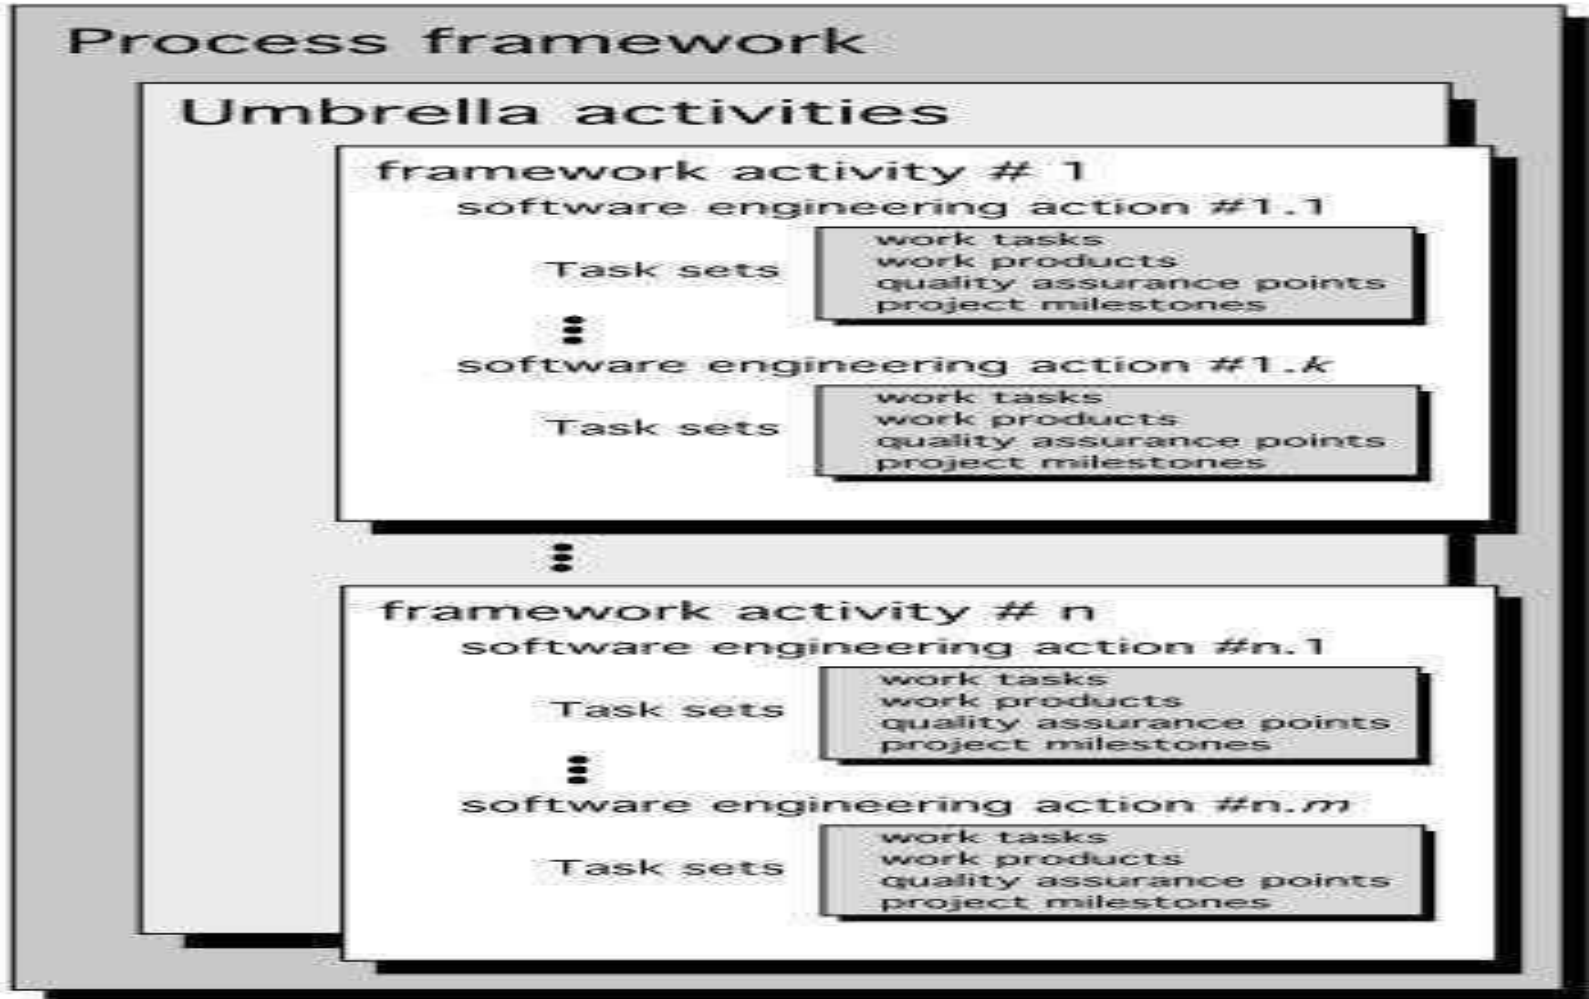 Process framework
Umbrella activities
framework activity # 1
software engineering action #1.1
Task sets
work tasks
work products
quality assurance points
project milestones
software engineering action #1.k
Task sets
work tasks
work products
quality assurance points
project milestones
framework activity # n
software engineering action #n.1
Task sets
work tasks
work products
quality assurance points
project milestones
software engineering action #n.m
Task sets
work tasks
work products
quality assurance points
project milestones